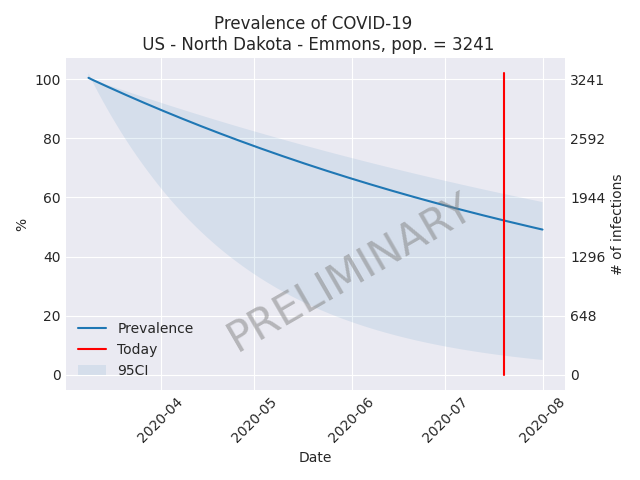 Prevalence of COVID-19
US - North Dakota - Emmons, pop. = 3241
100
80
60
40
20
0
%
3241
2592
1944
1296
648
0
# of infections
PRELIMINARY
Prevalence
Today
95CI
2020-04
2020-05
2020-06
2020-07
2020-08
Date